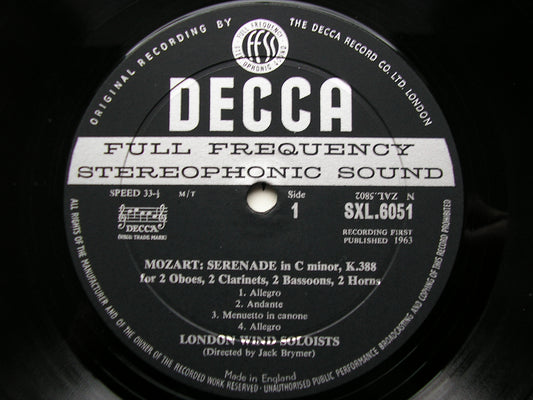 ORIGINAL RECORDING BY THE DECCA RECORD CO. LTD. LONDON
FULL FREQUENCY
ffss
STEREOPHONIC SOUND
DECCA
FULL FREQUENCY
STEREOPHONIC SOUND
SPEED 33⅓ M/T Side N ZAL.5802
1 SXL.6051
DECCA
(REGD. TRADE MARK)
RECORDING FIRST
PUBLISHED 1963
MOZART: SERENADE in C minor, K.388
for 2 Oboes, 2 Clarinets, 2 Bassoons, 2 Horns
1. Allegro
2. Andante
3. Menuetto in canone
4. Allegro
LONDON WIND SOLOISTS
(Directed by Jack Brymer)
Made in England
ALL RIGHTS OF THE MANUFACTURER AND OF THE OWNER OF THE RECORDED WORK RESERVED · UNAUTHORISED PUBLIC PERFORMANCE BROADCASTING AND COPYING OF THIS RECORD PROHIBITED